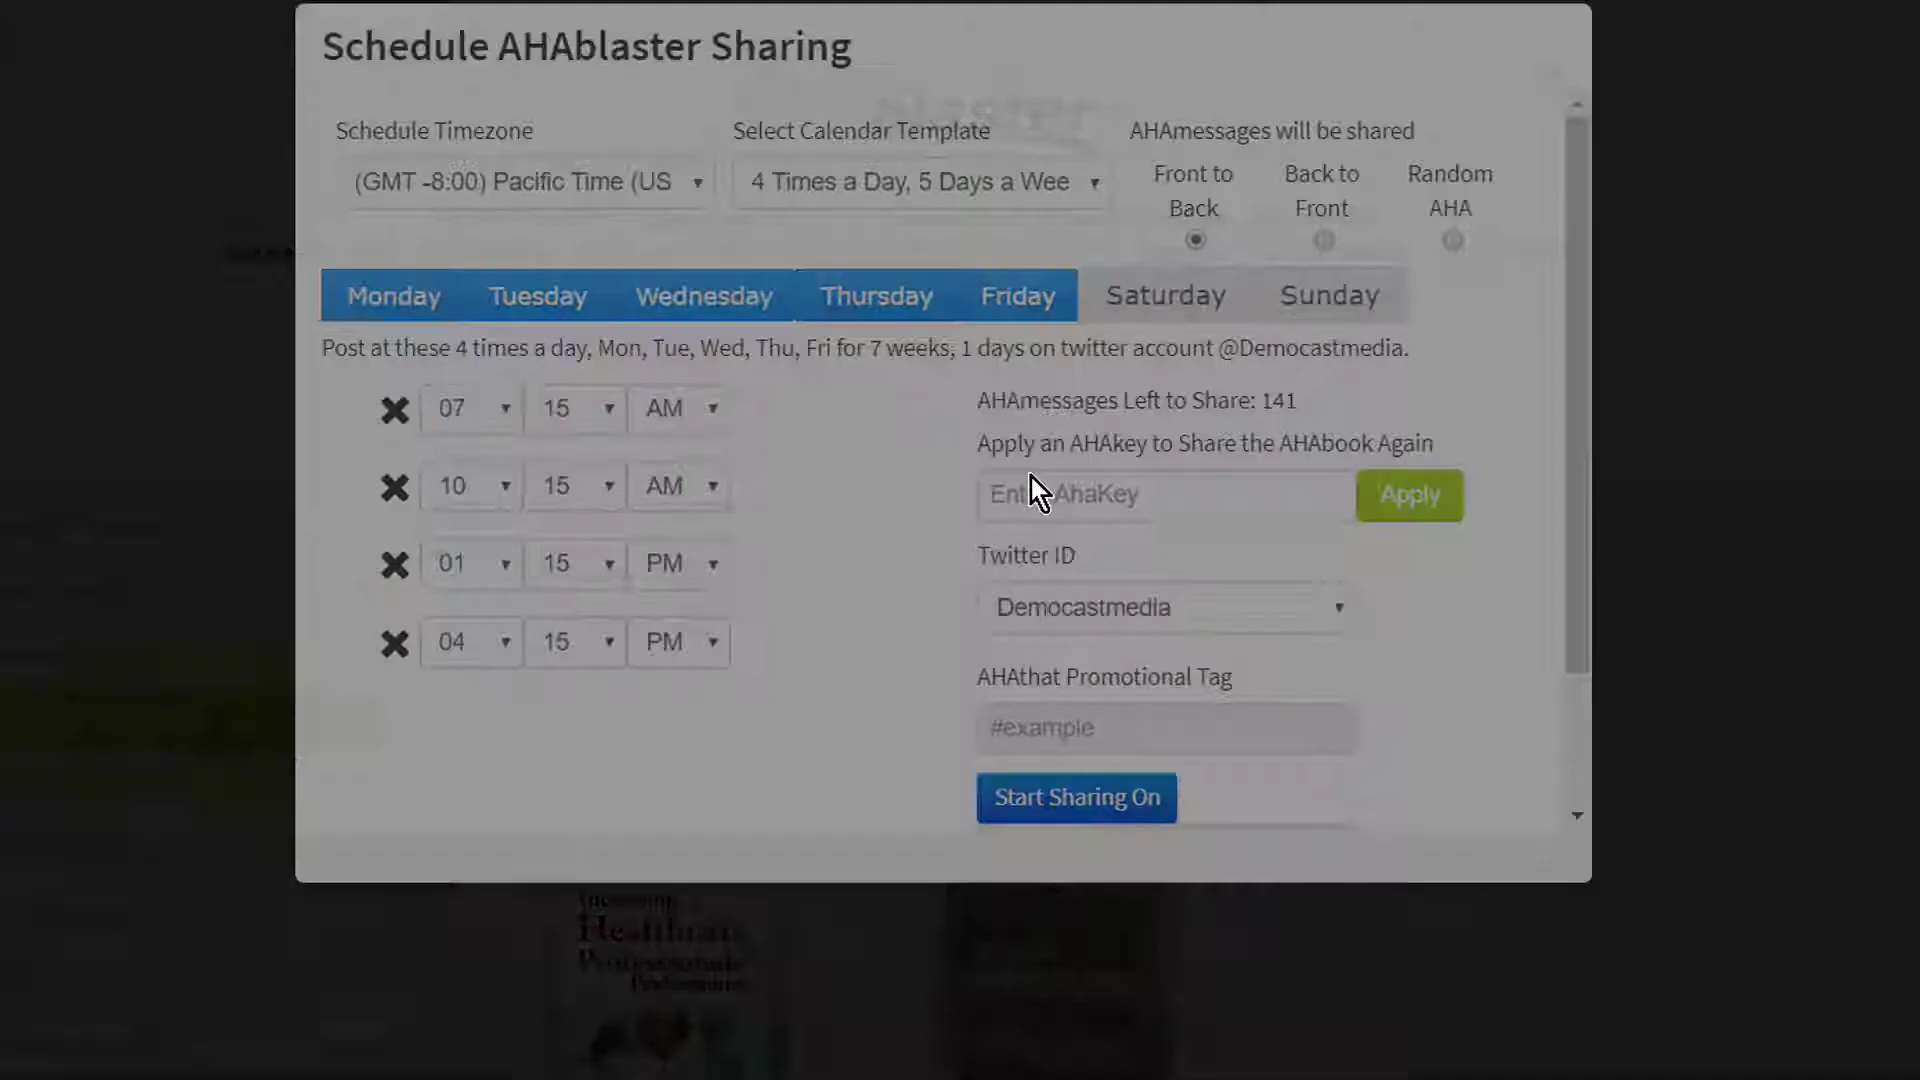 Schedule AHAblaster Sharing
Schedule Timezone
Select Calendar Template
AHAmessages will be shared
(GMT -8:00) Pacific Time (US
4 Times a Day, 5 Days a Wee
Front to
Back
Back to
Front
Random
AHA
Monday Tuesday Wednesday Thursday Friday Saturday Sunday
Post at these 4 times a day, Mon, Tue, Wed, Thu, Fri for 7 weeks, 1 days on twitter account @Democastmedia.
07 15 AM
10 15 AM
01 15 PM
04 15 PM
AHAmessages Left to Share: 141
Apply an AHAkey to Share the AHAbook Again
AhaKey
Apply
Twitter ID
Democastmedia
AHAthat Promotional Tag
#example
Start Sharing On
Healthcare
Professionals